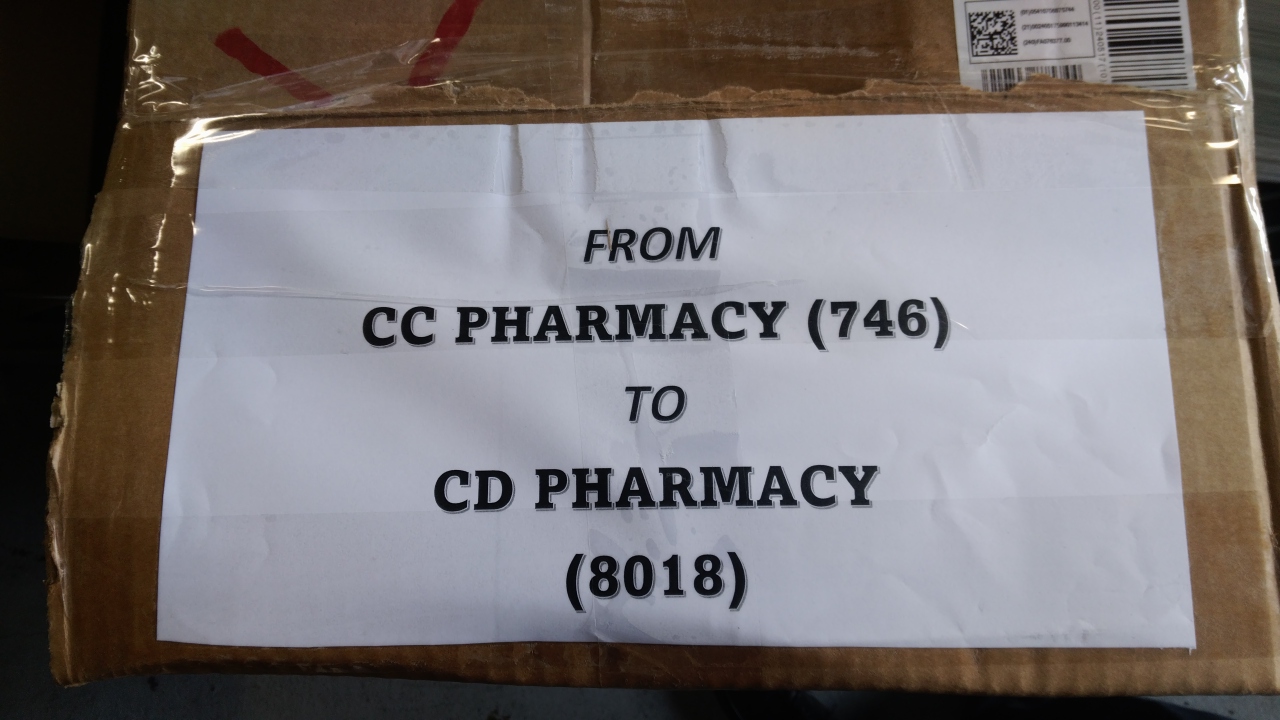 FROM
CC PHARMACY (746)
TO
CD PHARMACY
(8018)